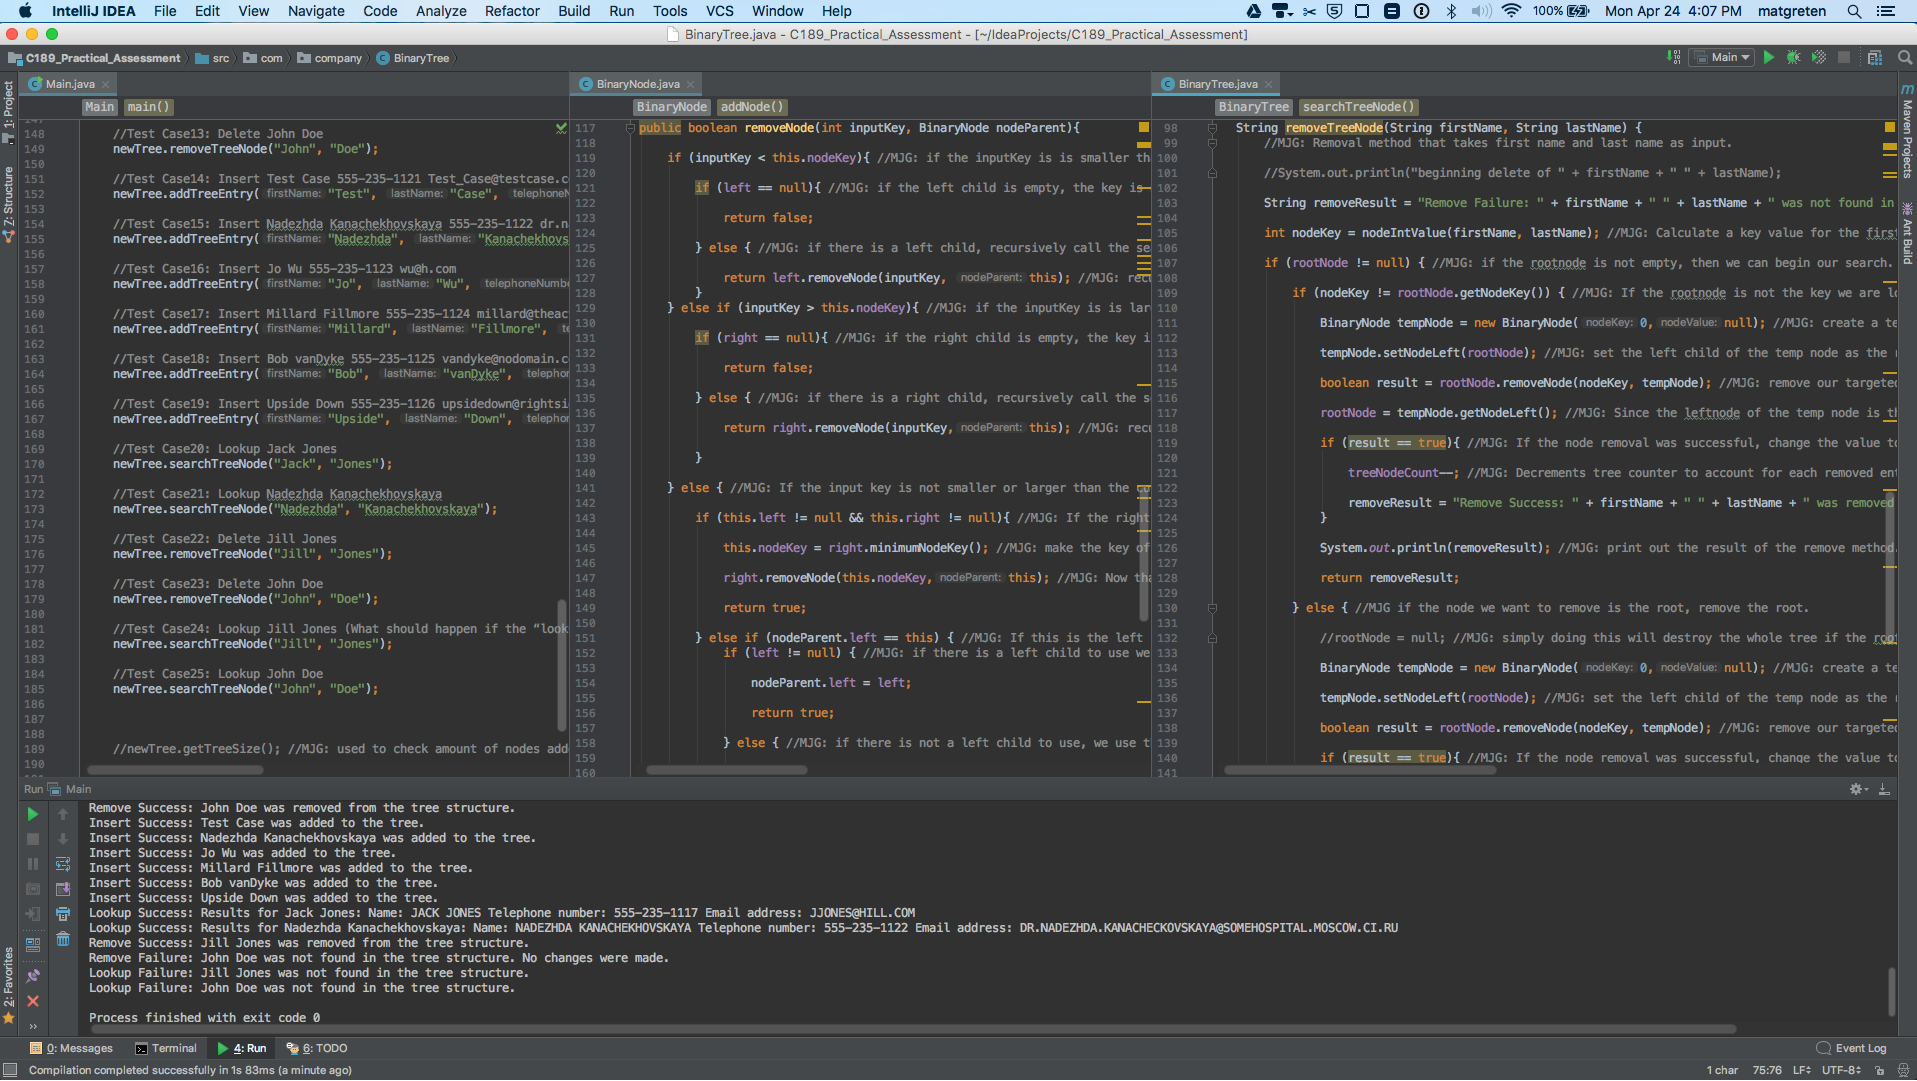 IntelliJ IDEA File Edit View Navigate Code Analyze Refactor Build Run Tools VCS Window Help 100% Mon Apr 24 4:07 PM matgreten
BinaryTree.java - C189_Practical_Assessment - [~/IdeaProjects/C189_Practical_Assessment]
C189_Practical_Assessment src com company BinaryTree Main
Main.java
Main main()
148 //Test Case13: Delete John Doe
149 newTree.removeTreeNode("John", "Doe");
150
151 //Test Case14: Insert Test Case 555-235-1121 Test_Case@testcase.c
152 newTree.addTreeEntry( firstName: "Test", lastName: "Case", telephoneN
153
154 //Test Case15: Insert Nadezhda Kanachekhovskaya 555-235-1122 dr.n
155 newTree.addTreeEntry( firstName: "Nadezhda", lastName: "Kanachekhovs
156
157 //Test Case16: Insert Jo Wu 555-235-1123 wu@h.com
158 newTree.addTreeEntry( firstName: "Jo", lastName: "Wu", telephoneNumb
159
160 //Test Case17: Insert Millard Fillmore 555-235-1124 millard@theac
161 newTree.addTreeEntry( firstName: "Millard", lastName: "Fillmore", te
162
163 //Test Case18: Insert Bob vanDyke 555-235-1125 vandyke@nodomain.c
164 newTree.addTreeEntry( firstName: "Bob", lastName: "vanDyke", telephon
165
166 //Test Case19: Insert Upside Down 555-235-1126 upsidedown@rightsi
167 newTree.addTreeEntry( firstName: "Upside", lastName: "Down", telephon
168
169 //Test Case20: Lookup Jack Jones
170 newTree.searchTreeNode("Jack", "Jones");
171
172 //Test Case21: Lookup Nadezhda Kanachekhovskaya
173 newTree.searchTreeNode("Nadezhda", "Kanachekhovskaya");
174
175 //Test Case22: Delete Jill Jones
176 newTree.removeTreeNode("Jill", "Jones");
177
178 //Test Case23: Delete John Doe
179 newTree.removeTreeNode("John", "Doe");
180
181 //Test Case24: Lookup Jill Jones (What should happen if the “look
182 newTree.searchTreeNode("Jill", "Jones");
183
184 //Test Case25: Lookup John Doe
185 newTree.searchTreeNode("John", "Doe");
186
187
188
189 //newTree.getTreeSize(); //MJG: used to check amount of nodes add
190
BinaryNode.java
BinaryNode addNode()
117 public boolean removeNode(int inputKey, BinaryNode nodeParent){
118
119 if (inputKey < this.nodeKey){ //MJG: if the inputKey is is smaller th
120
121 if (left == null){ //MJG: if the left child is empty, the key is
122
123 return false;
124
125 } else { //MJG: if there is a left child, recursively call the se
126
127 return left.removeNode(inputKey, nodeParent: this); //MJG: rec
128 }
129 } else if (inputKey > this.nodeKey){ //MJG: if the inputKey is is lar
130
131 if (right == null){ //MJG: if the right child is empty, the key i
132
133 return false;
134
135 } else { //MJG: if there is a right child, recursively call the s
136
137 return right.removeNode(inputKey, nodeParent: this); //MJG: recu
138
139 }
140
141 } else { //MJG: If the input key is not smaller or larger than the
142
143 if (this.left != null && this.right != null){ //MJG: If the right
144
145 this.nodeKey = right.minimumNodeKey(); //MJG: make the key of
146
147 right.removeNode(this.nodeKey, nodeParent: this); //MJG: Now th
148
149 return true;
150
151 } else if (nodeParent.left == this) { //MJG: If this is the left
152 if (left != null) { //MJG: if there is a left child to use we
153
154 nodeParent.left = left;
155
156 return true;
157
158 } else { //MJG: if there is not a left child to use, we use t
159
160
BinaryTree.java
BinaryTree searchTreeNode()
98 String removeTreeNode(String firstName, String lastName) {
99 //MJG: Removal method that takes first name and last name as input.
100
101 //System.out.println("beginning delete of " + firstName + " " + lastName);
102
103 String removeResult = "Remove Failure: " + firstName + " " + lastName + " was not found in
104
105 int nodeKey = nodeIntValue(firstName, lastName); //MJG: Calculate a key value for the firs
106
107 if (rootNode != null) { //MJG: if the rootnode is not empty, then we can begin our search.
108
109 if (nodeKey != rootNode.getNodeKey()) { //MJG: If the rootnode is not the key we are lo
110
111 BinaryNode tempNode = new BinaryNode( nodeKey: 0, nodeValue: null); //MJG: create a te
112
113 tempNode.setNodeLeft(rootNode); //MJG: set the left child of the temp node as the
114
115 boolean result = rootNode.removeNode(nodeKey, tempNode); //MJG: remove our targete
116
117 rootNode = tempNode.getNodeLeft(); //MJG: Since the leftnode of the temp node is th
118
119 if (result == true){ //MJG: If the node removal was successful, change the value to
120
121 treeNodeCount--; //MJG: Decrements tree counter to account for each removed en
122
123 removeResult = "Remove Success: " + firstName + " " + lastName + " was removed
124 }
125
126 System.out.println(removeResult); //MJG: print out the result of the remove method.
127
128 return removeResult;
129
130 } else { //MJG if the node we want to remove is the root, remove the root.
131
132 //rootNode = null; //MJG: simply doing this will destroy the whole tree if the roo
133
134 BinaryNode tempNode = new BinaryNode( nodeKey: 0, nodeValue: null); //MJG: create a te
135
136 tempNode.setNodeLeft(rootNode); //MJG: set the left child of the temp node as the
137
138 boolean result = rootNode.removeNode(nodeKey, tempNode); //MJG: remove our targete
139
140 if (result == true){ //MJG: If the node removal was successful, change the value to
141
1: Project
7: Structure
2: Favorites
Maven Projects
Ant Build
Run Main
Remove Success: John Doe was removed from the tree structure.
Insert Success: Test Case was added to the tree.
Insert Success: Nadezhda Kanachekhovskaya was added to the tree.
Insert Success: Jo Wu was added to the tree.
Insert Success: Millard Fillmore was added to the tree.
Insert Success: Bob vanDyke was added to the tree.
Insert Success: Upside Down was added to the tree.
Lookup Success: Results for Jack Jones: Name: JACK JONES Telephone number: 555-235-1117 Email address: JJONES@HILL.COM
Lookup Success: Results for Nadezhda Kanachekhovskaya: Name: NADEZHDA KANACHEKHOVSKAYA Telephone number: 555-235-1122 Email address: DR.NADEZHDA.KANACHECKOVSKAYA@SOMEHOSPITAL.MOSCOW.CI.RU
Remove Success: Jill Jones was removed from the tree structure.
Remove Failure: John Doe was not found in the tree structure. No changes were made.
Lookup Failure: Jill Jones was not found in the tree structure.
Lookup Failure: John Doe was not found in the tree structure.
Process finished with exit code 0
0: Messages Terminal 4: Run 6: TODO Event Log
Compilation completed successfully in 1s 83ms (a minute ago) 1 char 75:76 LF UTF-8